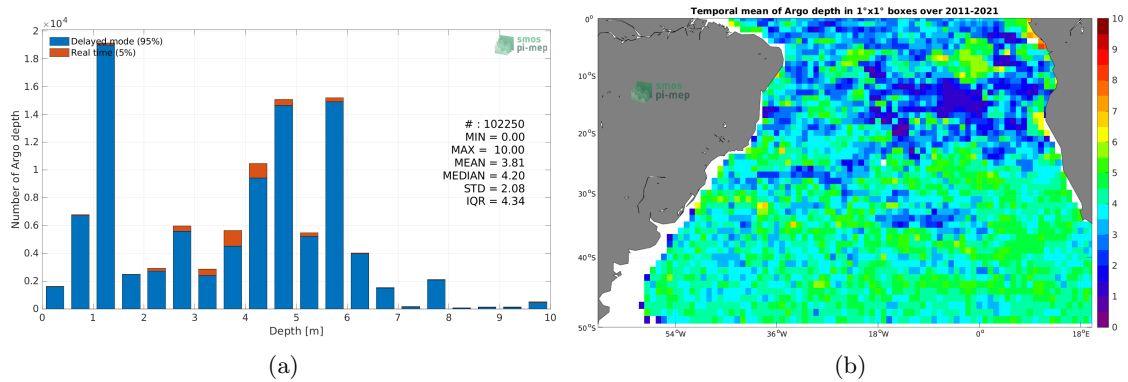 ×10⁴
2
1.8
1.6
1.4
1.2
1
0.8
0.6
0.4
0.2
0
Number of Argo depth
Delayed mode (95%)
Real time (5%)
smos
pi-mep
# : 102250
MIN = 0.00
MAX = 10.00
MEAN = 3.81
MEDIAN = 4.20
STD = 2.08
IQR = 4.34
0 1 2 3 4 5 6 7 8 9 10
Depth [m]
(a)
Temporal mean of Argo depth in 1°x1° boxes over 2011-2021
0°
10°S
20°S
30°S
40°S
50°S
smos
pi-mep
54°W 36°W 18°W 0° 18°E
10
9
8
7
6
5
4
3
2
1
0
(b)